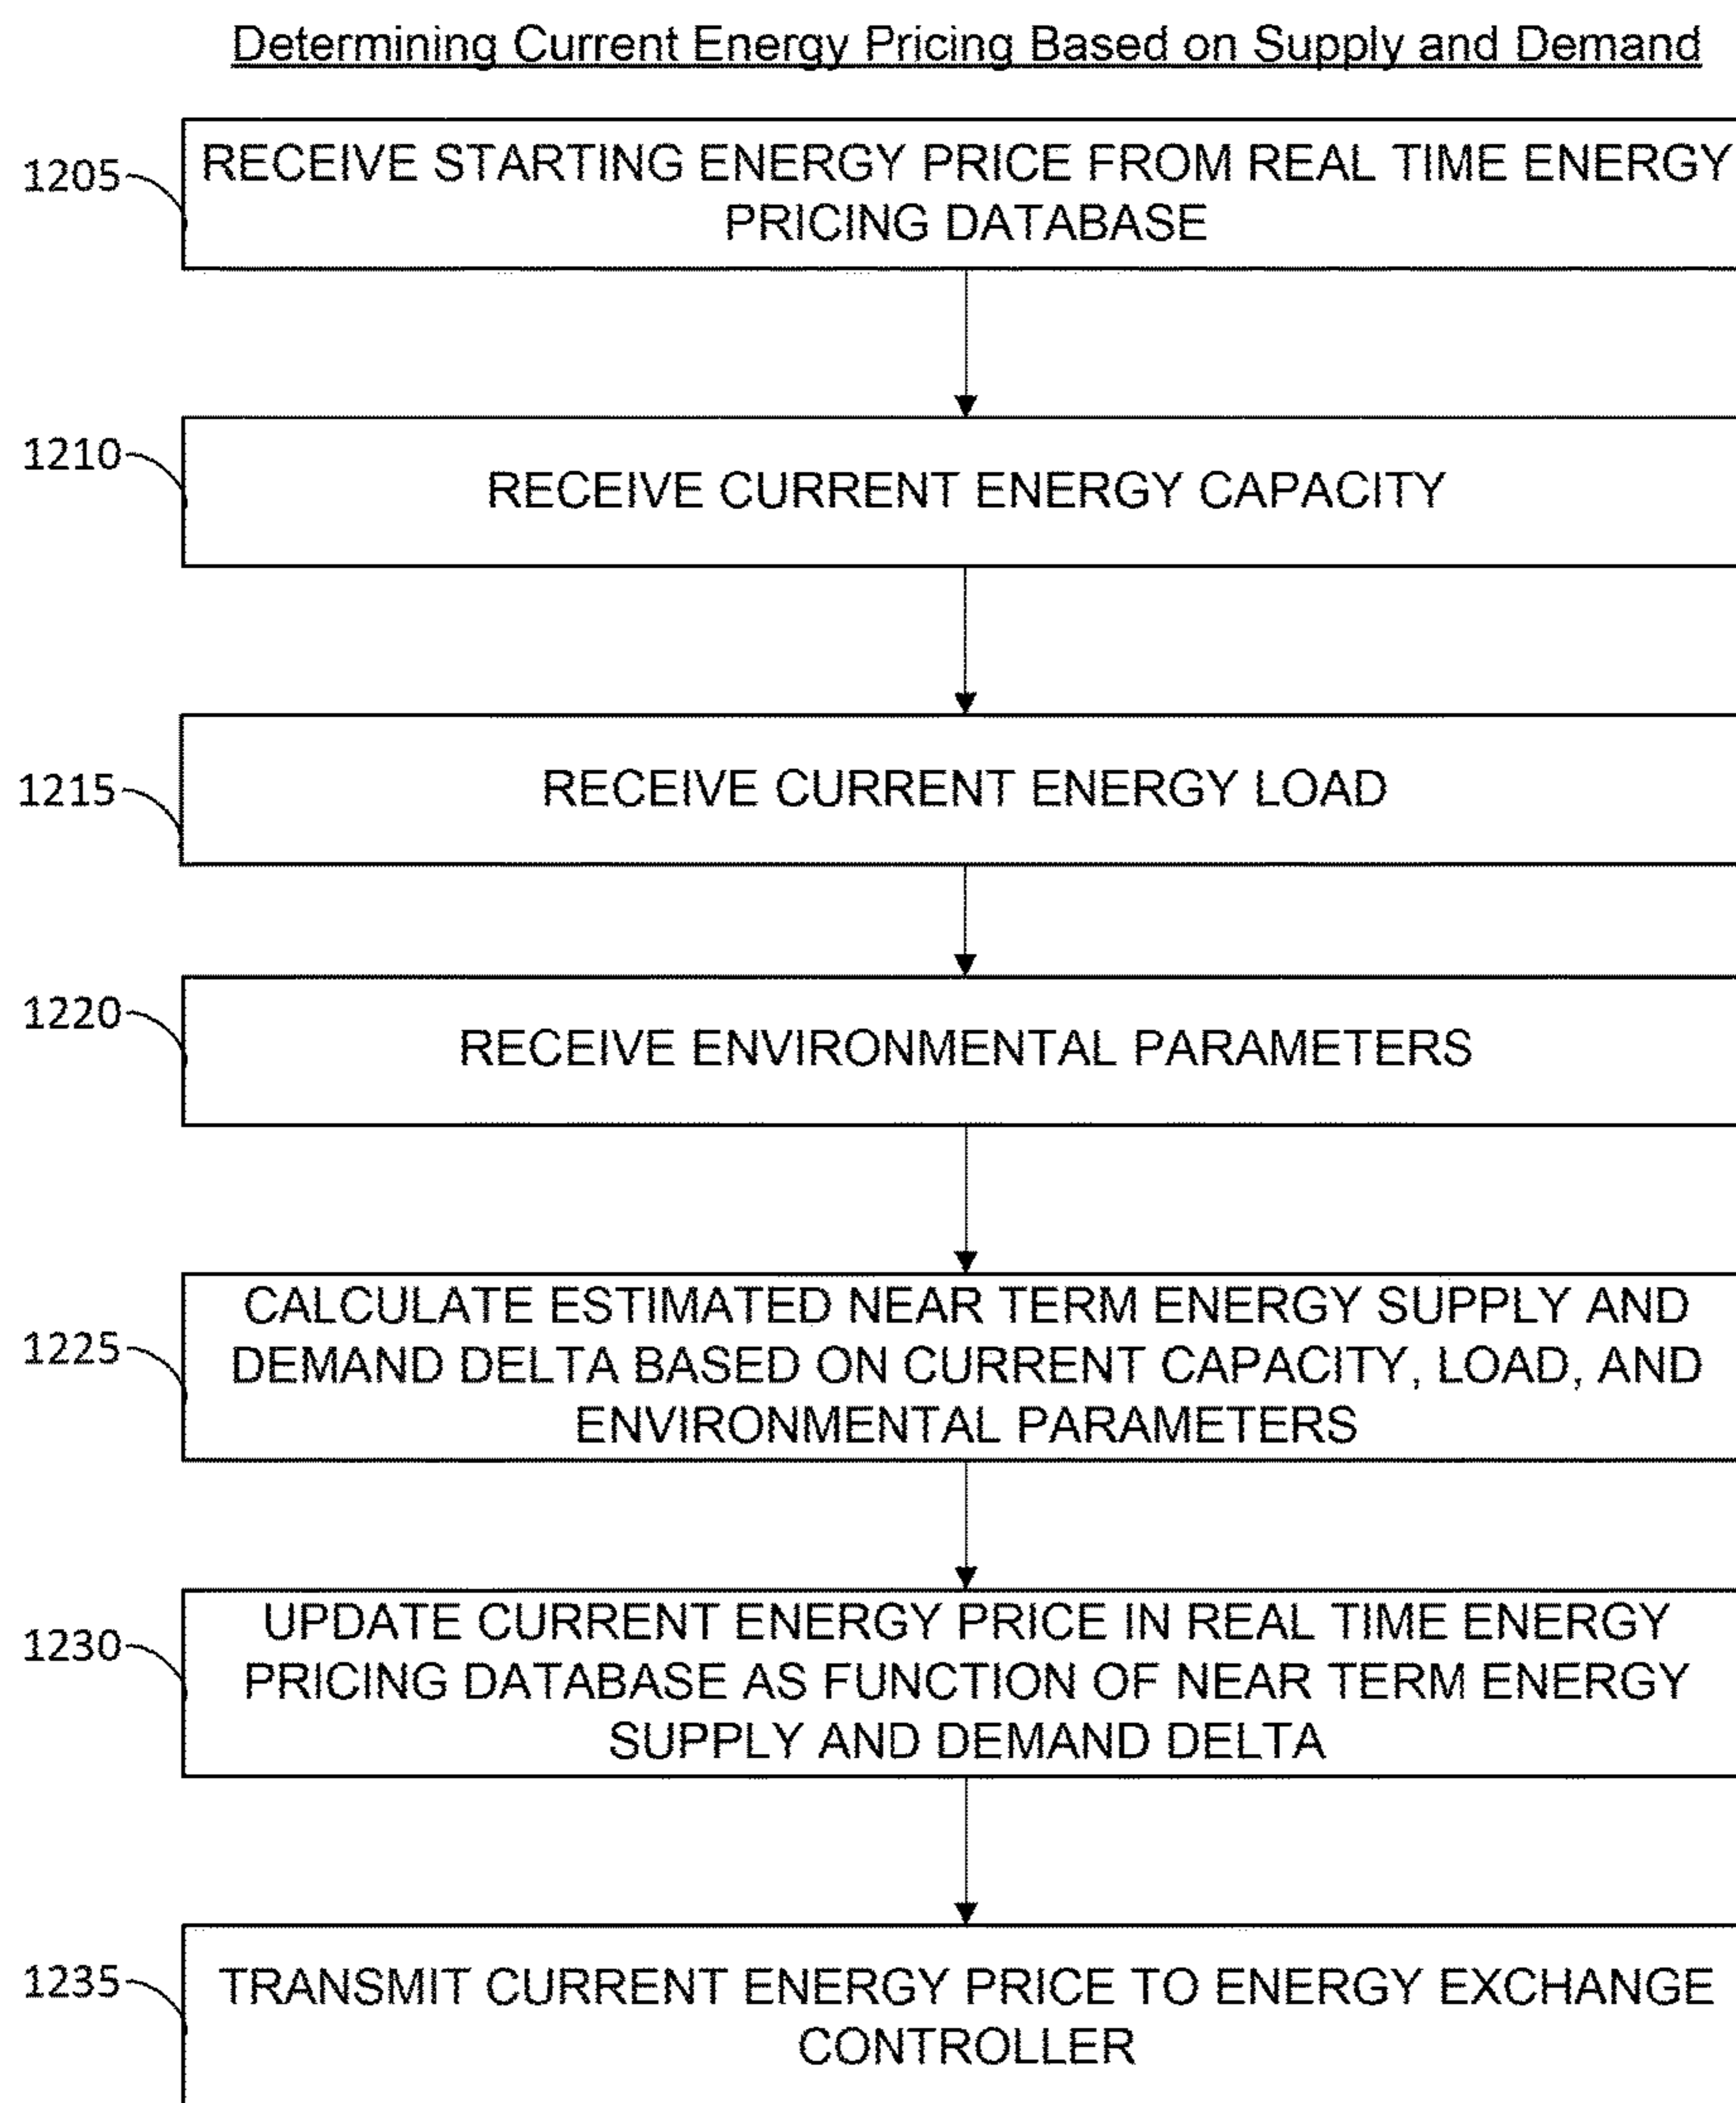 Determining Current Energy Pricing Based on Supply and Demand
1205
RECEIVE STARTING ENERGY PRICE FROM REAL TIME ENERGY
PRICING DATABASE
1210
RECEIVE CURRENT ENERGY CAPACITY
1215
RECEIVE CURRENT ENERGY LOAD
1220
RECEIVE ENVIRONMENTAL PARAMETERS
1225
CALCULATE ESTIMATED NEAR TERM ENERGY SUPPLY AND
DEMAND DELTA BASED ON CURRENT CAPACITY, LOAD, AND
ENVIRONMENTAL PARAMETERS
1230
UPDATE CURRENT ENERGY PRICE IN REAL TIME ENERGY
PRICING DATABASE AS FUNCTION OF NEAR TERM ENERGY
SUPPLY AND DEMAND DELTA
1235
TRANSMIT CURRENT ENERGY PRICE TO ENERGY EXCHANGE
CONTROLLER